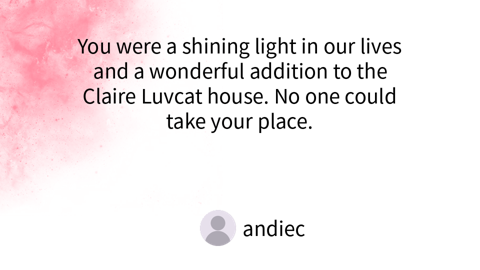 You were a shining light in our lives
and a wonderful addition to the
Claire Luvcat house. No one could
take your place.
andiec